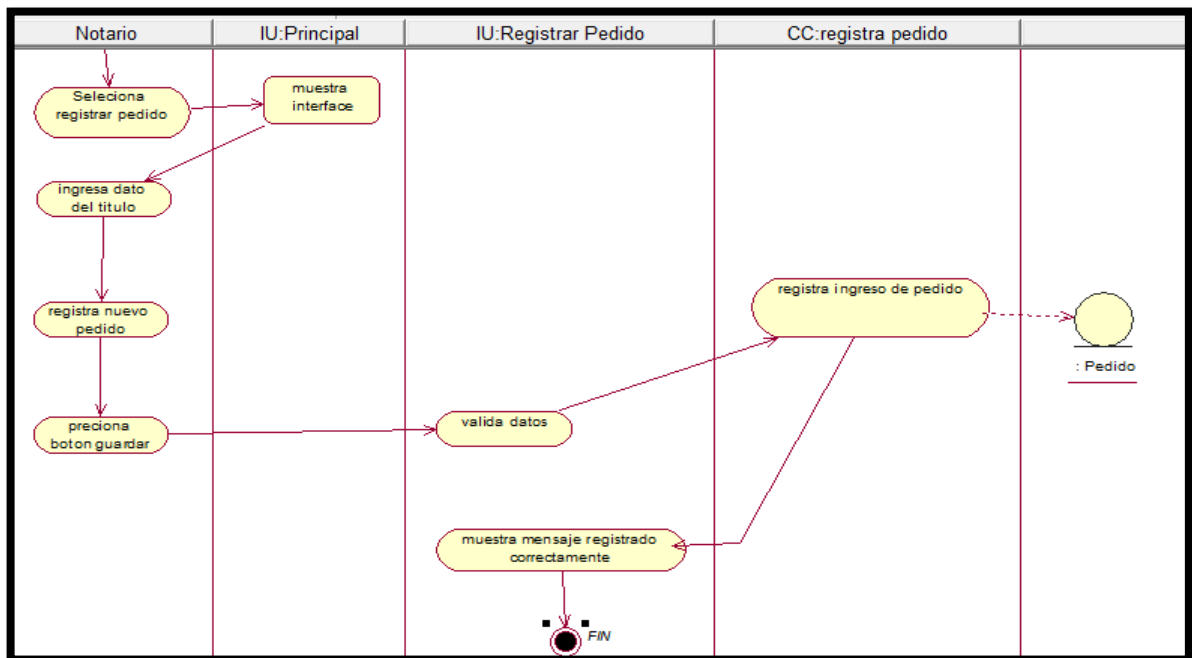 Notario
IU:Principal
IU:Registrar Pedido
CC:registra pedido
Seleciona
registrar pedido
muestra
interface
ingresa dato
del titulo
registra nuevo
pedido
registra ingreso de pedido
: Pedido
preciona
boton guardar
valida datos
muestra mensaje registrado
correctamente
FIN